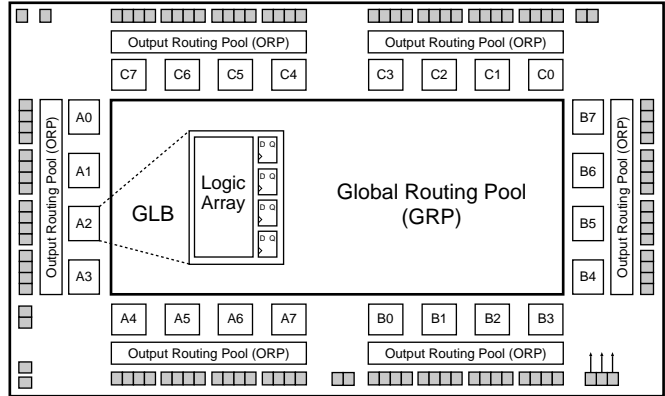 Output Routing Pool (ORP) Output Routing Pool (ORP)
C7 C6 C5 C4 C3 C2 C1 C0
Output Routing Pool (ORP)
A0
A1
A2
A3
GLB
Logic
Array
D Q
D Q
D Q
D Q
Global Routing Pool
(GRP)
B7
B6
B5
B4
Output Routing Pool (ORP)
A4 A5 A6 A7 B0 B1 B2 B3
Output Routing Pool (ORP) Output Routing Pool (ORP)